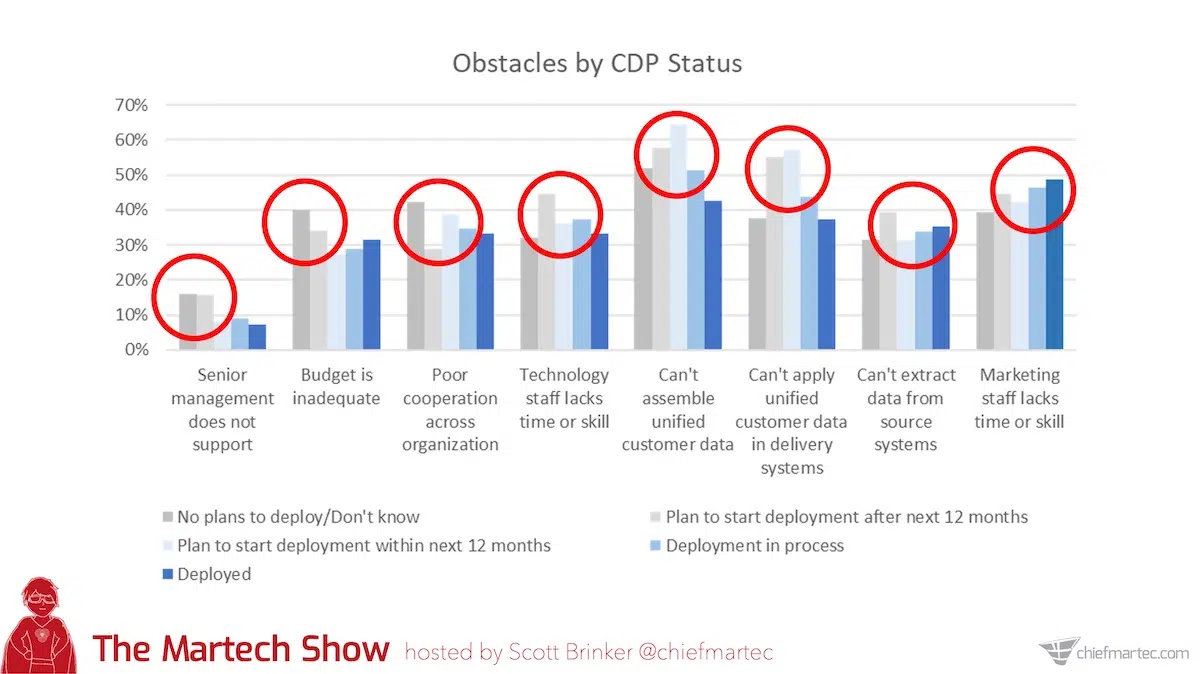 Obstacles by CDP Status
70%
60%
50%
40%
30%
20%
10%
0%
Senior
management
does not
support
Budget is
inadequate
Poor
cooperation
across
organization
Technology
staff lacks
time or skill
Can't
assemble
unified
customer data
Can't apply
unified
customer data
in delivery
systems
Can't extract
data from
source
systems
Marketing
staff lacks
time or skill
No plans to deploy/Don't know
Plan to start deployment after next 12 months
Plan to start deployment within next 12 months
Deployment in process
Deployed
The Martech Show hosted by Scott Brinker @chiefmartec
chiefmartec.com